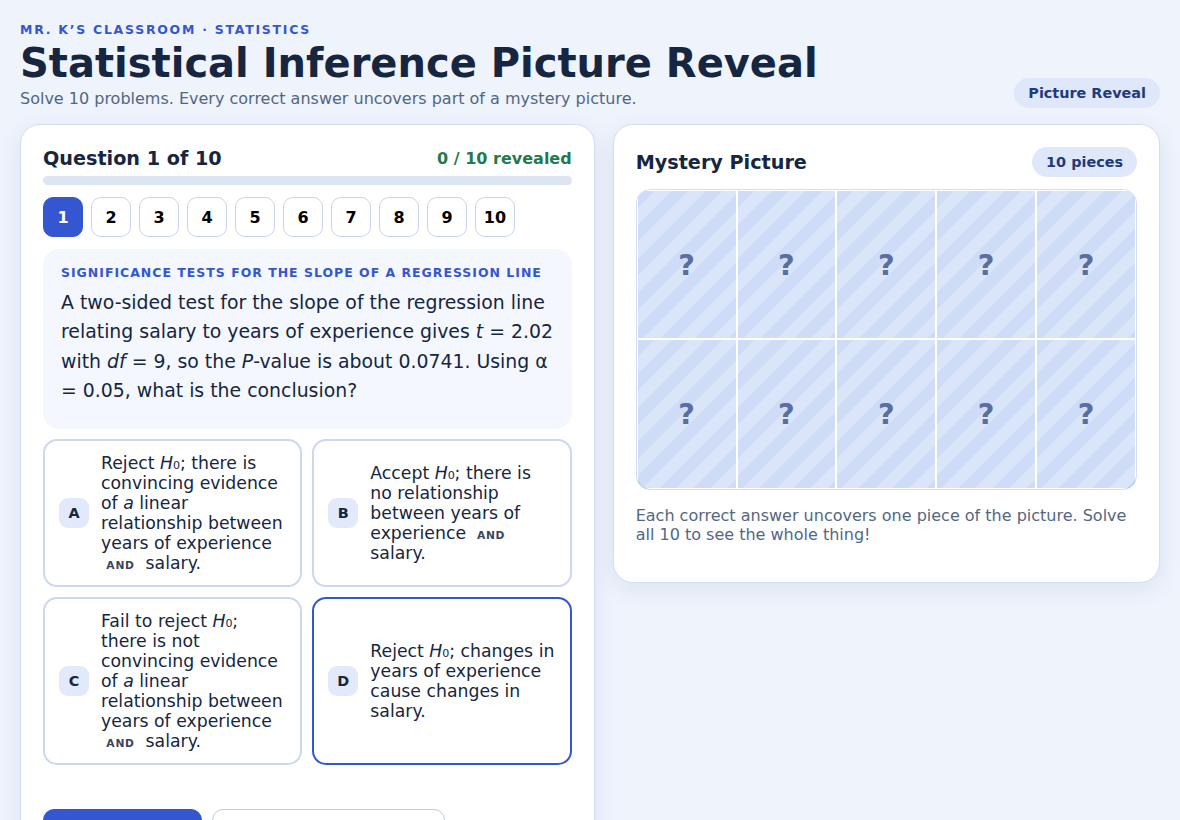 MR. K'S CLASSROOM · STATISTICS
Statistical Inference Picture Reveal
Solve 10 problems. Every correct answer uncovers part of a mystery picture.
Picture Reveal
Question 1 of 10
0 / 10 revealed
1 2 3 4 5 6 7 8 9 10
SIGNIFICANCE TESTS FOR THE SLOPE OF A REGRESSION LINE
A two-sided test for the slope of the regression line
relating salary to years of experience gives t = 2.02
with df = 9, so the P-value is about 0.0741. Using α
= 0.05, what is the conclusion?
A
Reject H₀; there is
convincing evidence
of a linear
relationship between
years of experience
AND salary.
B
Accept H₀; there is
no relationship
between years of
experience AND
salary.
C
Fail to reject H₀;
there is not
convincing evidence
of a linear
relationship between
years of experience
AND salary.
D
Reject H₀; changes in
years of experience
cause changes in
salary.
Mystery Picture
10 pieces
? ? ? ? ?
? ? ? ? ?
Each correct answer uncovers one piece of the picture. Solve
all 10 to see the whole thing!